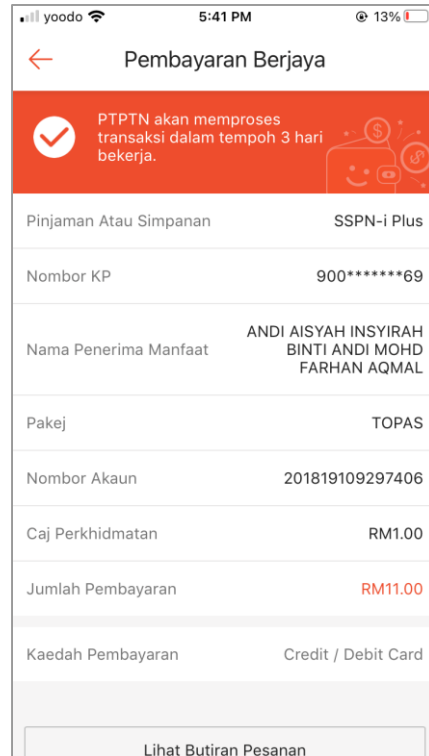 yoodo 5:41 PM 13%
Pembayaran Berjaya
PTPTN akan memproses
transaksi dalam tempoh 3 hari
bekerja.
Pinjaman Atau Simpanan SSPN-i Plus
Nombor KP 900*******69
Nama Penerima Manfaat ANDI AISYAH INSYIRAH
BINTI ANDI MOHD
FARHAN AQMAL
Pakej TOPAS
Nombor Akaun 201819109297406
Caj Perkhidmatan RM1.00
Jumlah Pembayaran RM11.00
Kaedah Pembayaran Credit / Debit Card
Lihat Butiran Pesanan